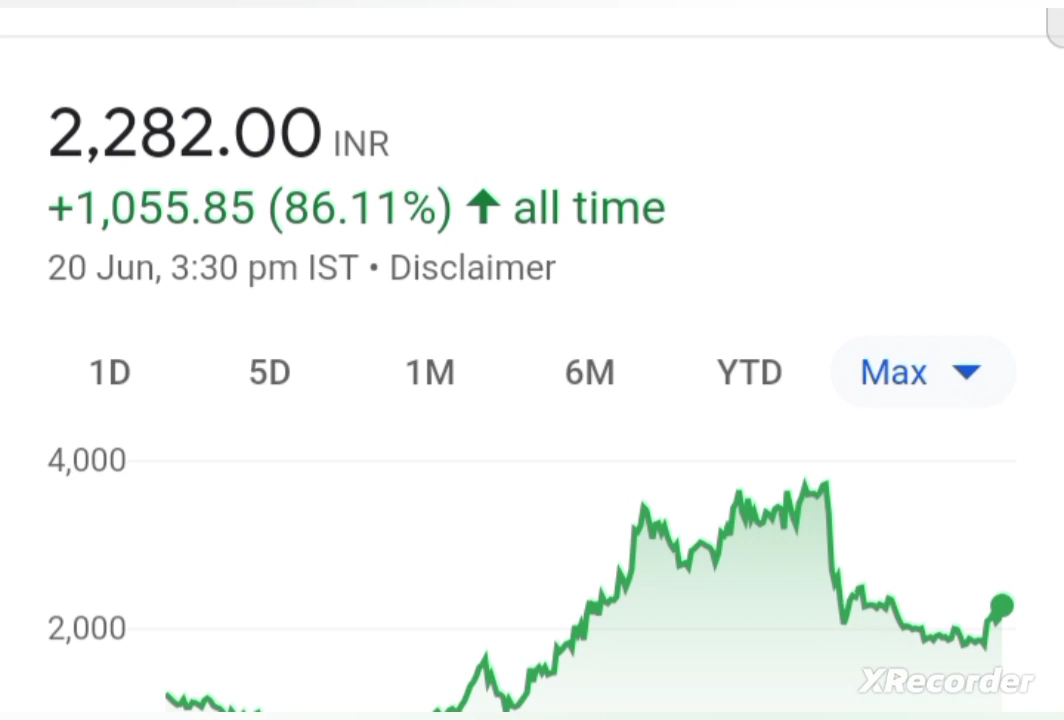 2,282.00 INR
+1,055.85 (86.11%) ↑ all time
20 Jun, 3:30 pm IST • Disclaimer
1D 5D 1M 6M YTD Max
4,000
2,000
XRecorder